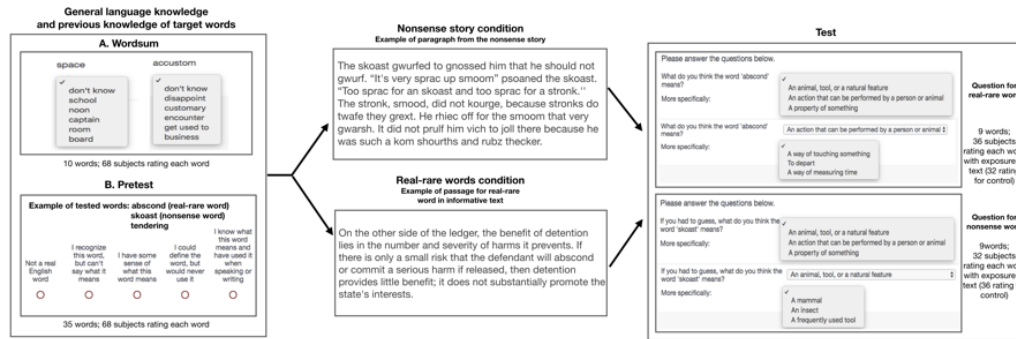 General language knowledge
and previous knowledge of target words
A. Wordsum
space
✓
don't know
school
noon
captain
room
board
accustom
✓
don't know
disappoint
customary
encounter
get used to
business
10 words; 68 subjects rating each word
B. Pretest
Example of tested words: abscond (real-rare word)
skoast (nonsense word)
tendering
Not a real
English
word
I recognize
this word,
but can't
say what it
means
I have some
sense of
what this
word means
I could
define the
word, but
would never
use it
I know what
this word
means and
have used it
when
speaking or
writing
35 words; 68 subjects rating each word
Nonsense story condition
Example of paragraph from the nonsense story
The skoast gwurfed to gnossed him that he should not
gwurf. “It's very sprac up smoom” psoaned the skoast.
“Too sprac for an skoast and too sprac for a stronk.''
The stronk, smood, did not kourge, because stronks do
twafe they grext. He rhiec off for the smoom that very
gwarsh. It did not prulf him vich to joll there because he
was such a kom shourths and rubz thecker.
Real-rare words condition
Example of passage for real-rare
word in informative text
On the other side of the ledger, the benefit of detention
lies in the number and severity of harms it prevents. If
there is only a small risk that the defendant will abscond
or commit a serious harm if released, then detention
provides little benefit; it does not substantially promote the
state's interests.
Test
Please answer the questions below.
What do you think the word 'abscond'
means?
More specifically:
✓
An animal, tool, or a natural feature
An action that can be performed by a person or animal
A property of something
What do you think the word 'abscond'
means?
An action that can be performed by a person or animal
More specifically:
✓
A way of touching something
To depart
A way of measuring time
Question for
real-rare wor
9 words;
36 subjects
rating each wo
with exposure
text (32 rating
for control)
Please answer the questions below.
If you had to guess, what do you think the
word 'skoast' means?
More specifically:
✓
An animal, tool, or a natural feature
An action that can be performed by a person or animal
A property of something
If you had to guess, what do you think the
word 'skoast' means?
An animal, tool, or a natural feature
More specifically:
✓
A mammal
An insect
A frequently used tool
Question for
nonsense wor
9words;
32 subjects
rating each wo
with exposure
text (36 rating
control)